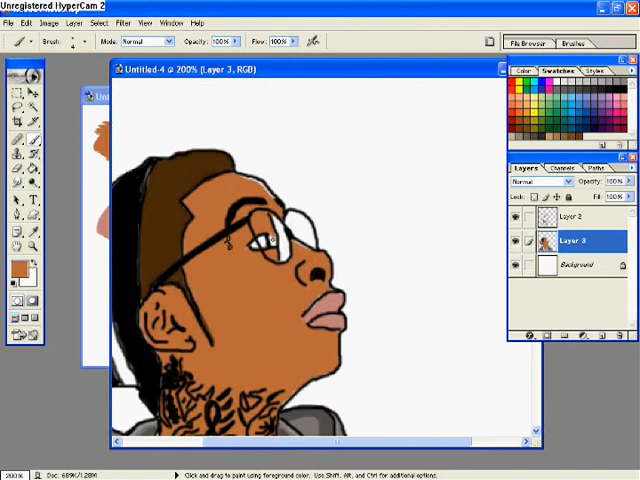 Unregistered HyperCam 2
File Edit Image Layer Select Filter View Window Help
Brush: 4 Mode: Normal Opacity: 100% Flow: 100%
File Browser Brushes
Untitled-4 @ 200% (Layer 3, RGB)
Color Swatches Styles
Layers Channels Paths
Normal Opacity: 100%
Lock: Fill: 100%
Layer 2
Layer 3
Background
200% Doc: 689K/1.28M Click and drag to paint using foreground color. Use Shift, Alt, and Ctrl for additional options.